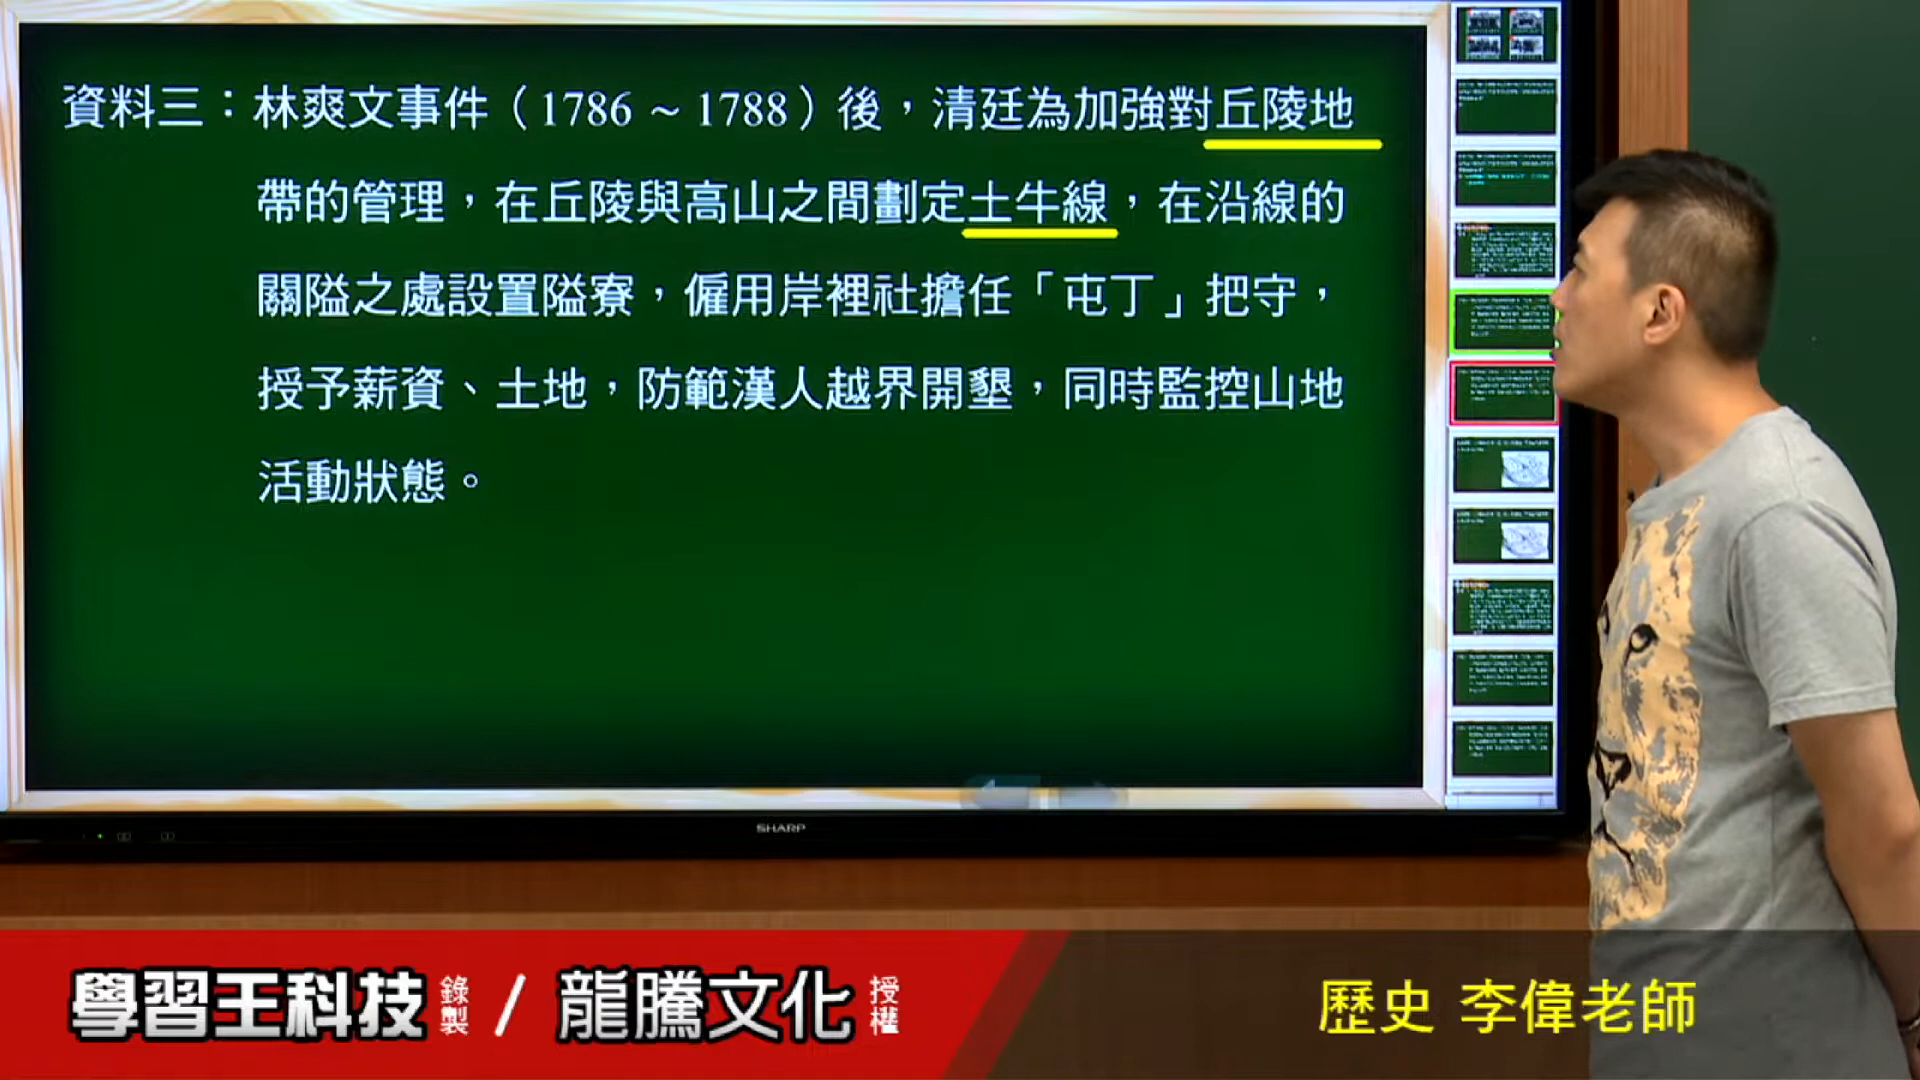 資料三：林爽文事件（1786 ~ 1788）後，清廷為加強對丘陵地
帶的管理，在丘陵與高山之間劃定土牛線，在沿線的
關隘之處設置隘寮，僱用岸裡社擔任「屯丁」把守，
授予薪資、土地，防範漢人越界開墾，同時監控山地
活動狀態。
SHARP
學習王科技 錄製 / 龍騰文化 授權
歷史 李偉老師